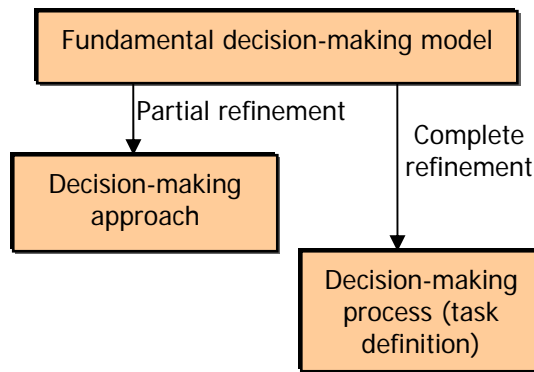 Fundamental decision-making model
Partial refinement
Complete
refinement
Decision-making
approach
Decision-making
process (task
definition)